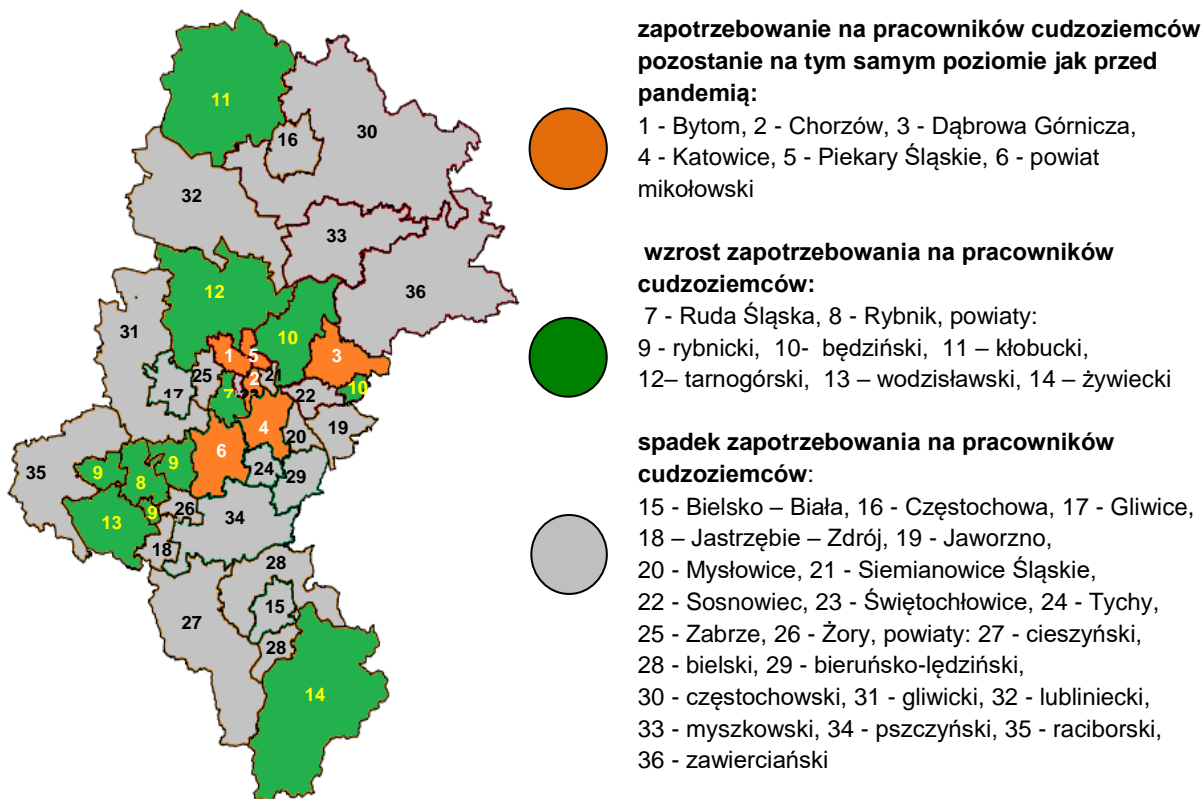 zapotrzebowanie na pracowników cudzoziemców
pozostanie na tym samym poziomie jak przed
pandemią:
1 - Bytom, 2 - Chorzów, 3 - Dąbrowa Górnicza,
4 - Katowice, 5 - Piekary Śląskie, 6 - powiat
mikołowski
wzrost zapotrzebowania na pracowników
cudzoziemców:
7 - Ruda Śląska, 8 - Rybnik, powiaty:
9 - rybnicki, 10- będziński, 11 – kłobucki,
12– tarnogórski, 13 – wodzisławski, 14 – żywiecki
spadek zapotrzebowania na pracowników
cudzoziemców:
15 - Bielsko – Biała, 16 - Częstochowa, 17 - Gliwice,
18 – Jastrzębie – Zdrój, 19 - Jaworzno,
20 - Mysłowice, 21 - Siemianowice Śląskie,
22 - Sosnowiec, 23 - Świętochłowice, 24 - Tychy,
25 - Zabrze, 26 - Żory, powiaty: 27 - cieszyński,
28 - bielski, 29 - bieruńsko-lędziński,
30 - częstochowski, 31 - gliwicki, 32 - lubliniecki,
33 - myszkowski, 34 - pszczyński, 35 - raciborski,
36 - zawierciański
11
30
16
32
33
36
12
31
10
1
5
3
25
2
21
17
7
23
22
10
4
20
19
6
35
9
9
24
29
8
26
9
13
34
18
28
15
27
28
14